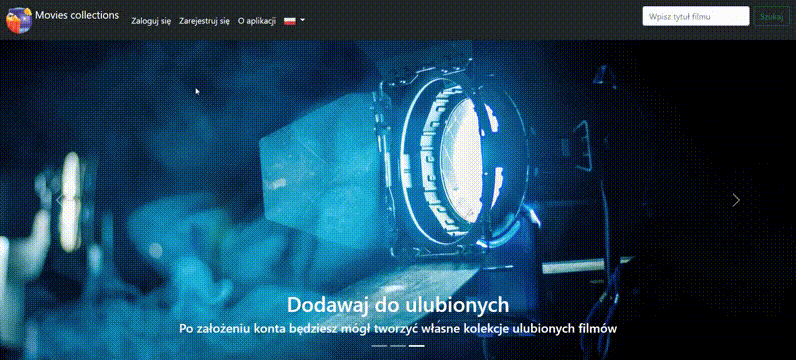 Movies collections
Zaloguj się
Zarejestruj się
O aplikacji
Wpisz tytuł filmu
Szukaj
Dodawaj do ulubionych
Po założeniu konta będziesz mógł tworzyć własne kolekcje ulubionych filmów